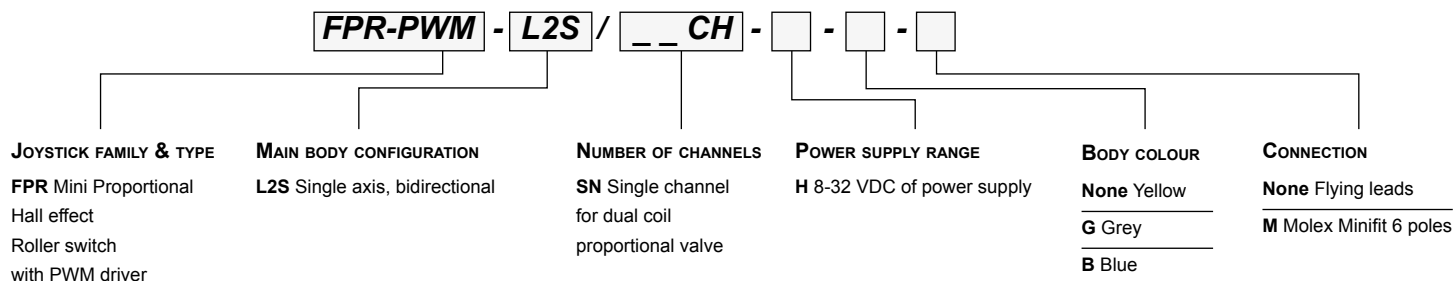 FPR-PWM - L2S / _ _ CH - - -
JOYSTICK FAMILY & TYPE
FPR Mini Proportional
Hall effect
Roller switch
with PWM driver
MAIN BODY CONFIGURATION
L2S Single axis, bidirectional
NUMBER OF CHANNELS
SN Single channel
for dual coil
proportional valve
POWER SUPPLY RANGE
H 8-32 VDC of power supply
BODY COLOUR
None Yellow
G Grey
B Blue
CONNECTION
None Flying leads
M Molex Minifit 6 poles